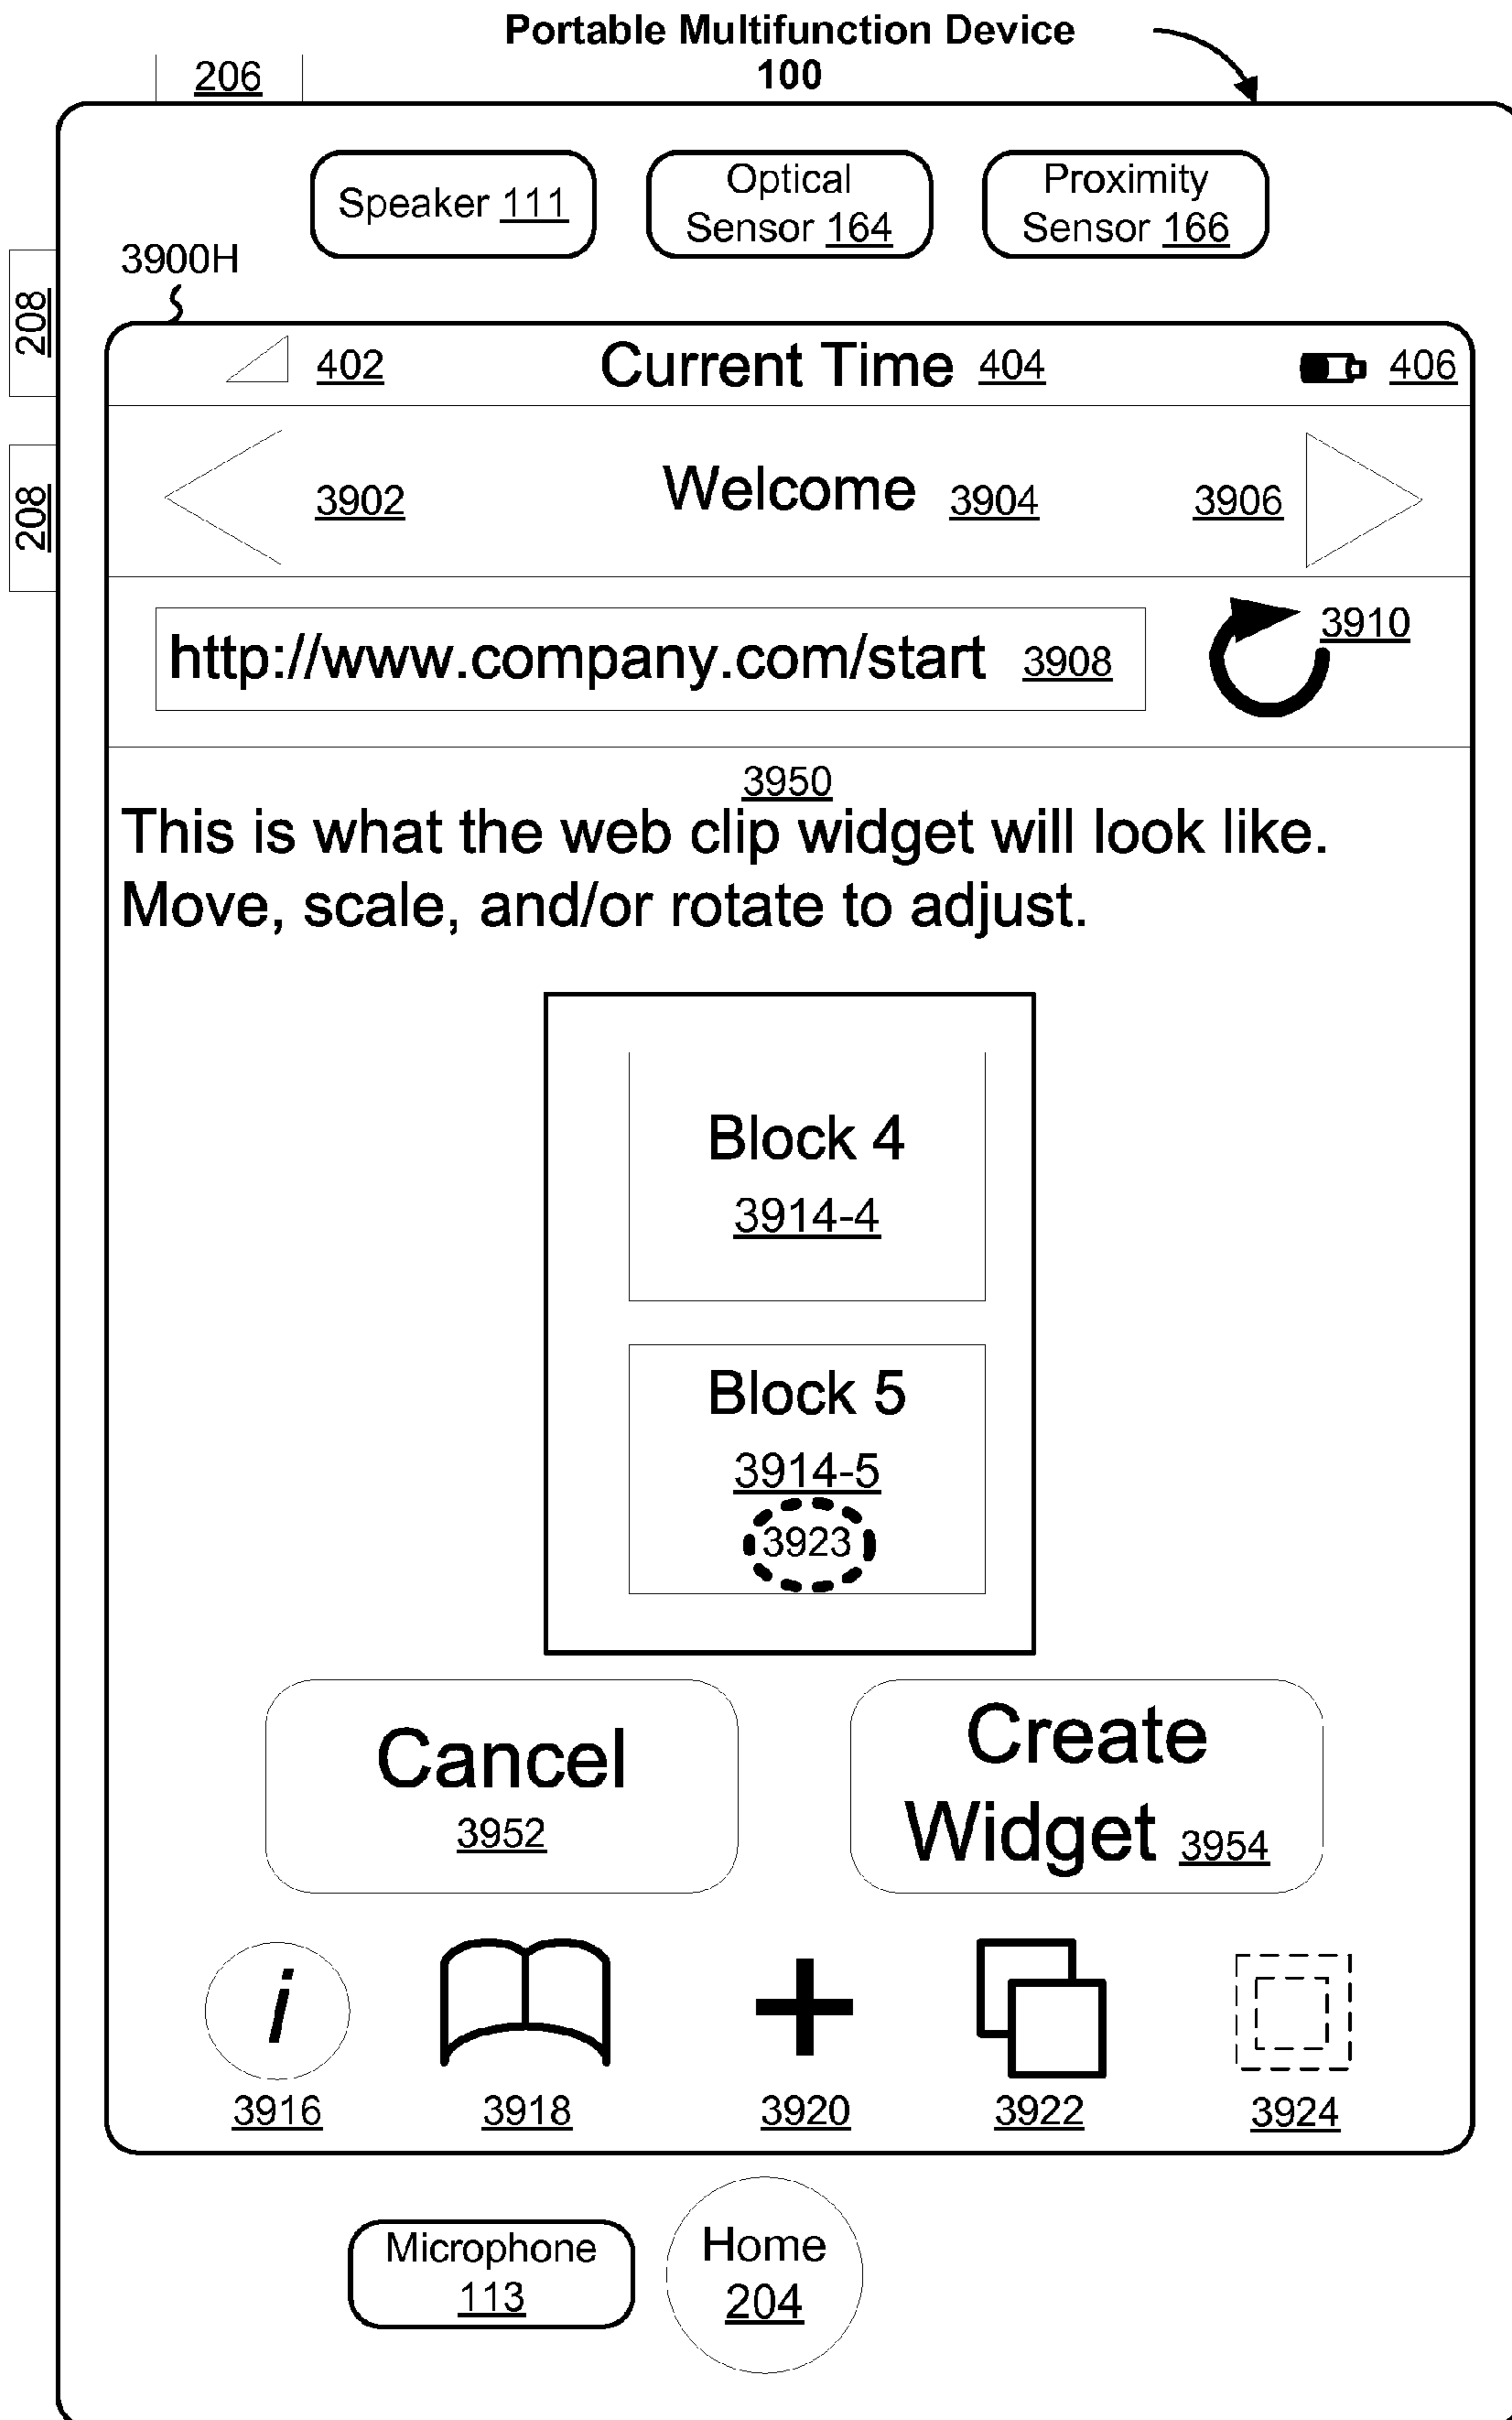 Portable Multifunction Device
100
206
Speaker 111
Optical
Sensor 164
Proximity
Sensor 166
3900H
208
208
402
Current Time 404
406
3902
Welcome 3904
3906
http://www.company.com/start 3908
3910
3950
This is what the web clip widget will look like.
Move, scale, and/or rotate to adjust.
Block 4
3914-4
Block 5
3914-5
3923
Cancel
3952
Create
Widget 3954
i
3916
3918
3920
3922
3924
Microphone
113
Home
204